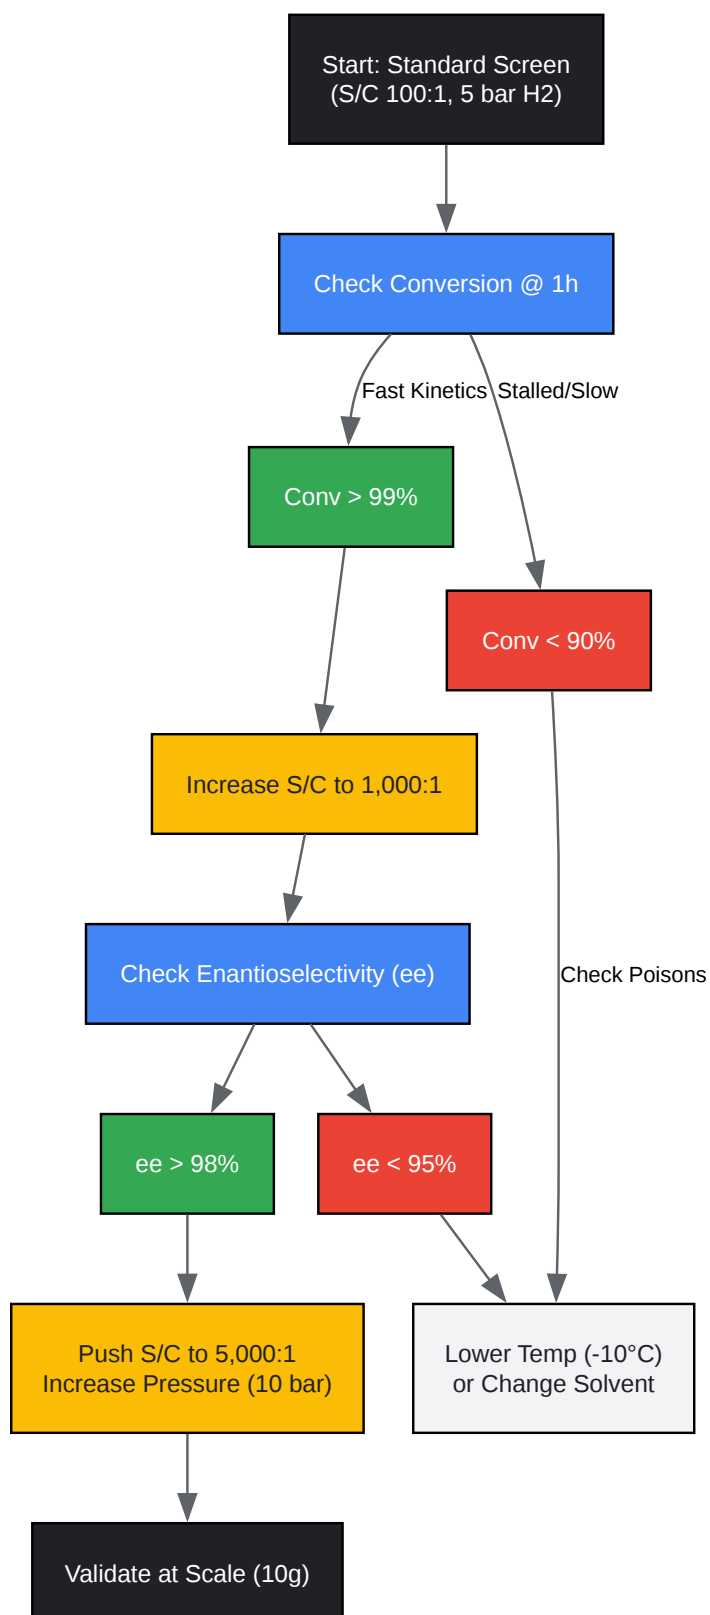 Start: Standard Screen
(S/C 100:1, 5 bar H2)
Check Conversion @ 1h
Fast Kinetics
Stalled/Slow
Conv > 99%
Conv < 90%
Increase S/C to 1,000:1
Check Enantioselectivity (ee)
Check Poisons
ee > 98%
ee < 95%
Push S/C to 5,000:1
Increase Pressure (10 bar)
Lower Temp (-10°C)
or Change Solvent
Validate at Scale (10g)